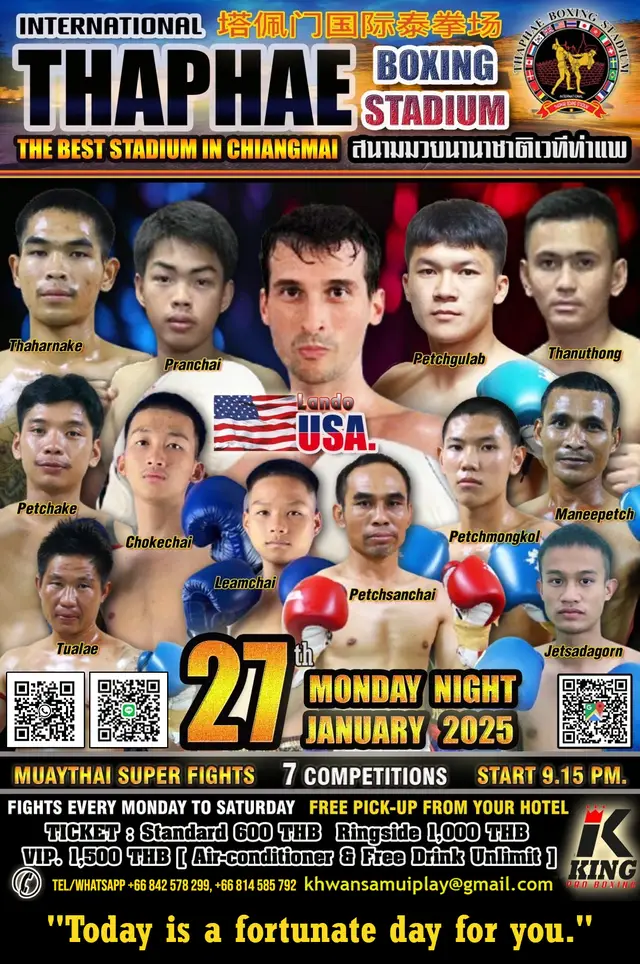 INTERNATIONAL 塔佩门国际泰拳场
THAPHAE BOXING STADIUM
THE BEST STADIUM IN CHIANGMAI สนามมวยนานาชาติเวทีท่าแพ
THAPHAE BOXING STADIUM
INTERNATIONAL
Thaharnake
Pranchai
Petchgulab
Thanuthong
Lando
USA.
Petchake
Chokechai
Leamchai
Petchsanchai
Petchmongkol
Maneepetch
Tualae
Jetsadagorn
27th MONDAY NIGHT
JANUARY 2025
MUAYTHAI SUPER FIGHTS 7 COMPETITIONS START 9.15 PM.
FIGHTS EVERY MONDAY TO SATURDAY FREE PICK-UP FROM YOUR HOTEL
TICKET : Standard 600 THB Ringside 1,000 THB
VIP. 1,500 THB [ Air-conditioner & Free Drink Unlimit ]
TEL/WHATSAPP +66 842 578 299, +66 814 585 792 khwansamuiplay@gmail.com
K
KING
PRO BOXING
"Today is a fortunate day for you."